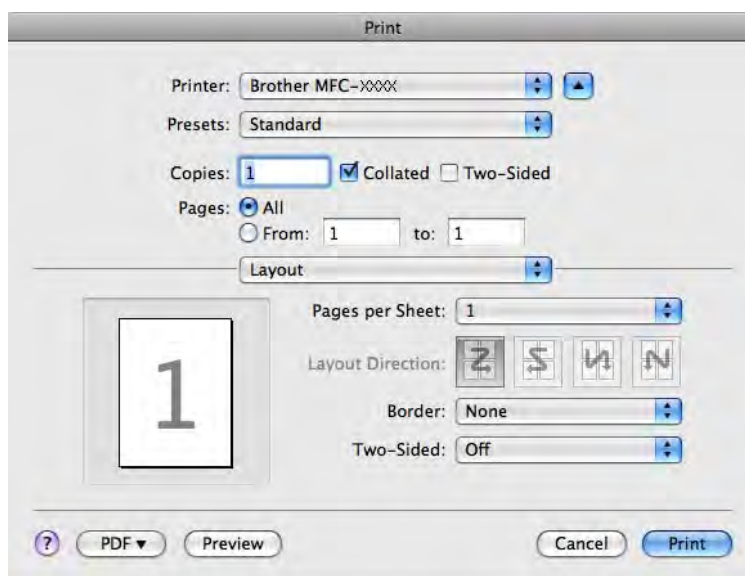 Print
Printer: Brother MFC-XXXX
Presets: Standard
Copies: 1 Collated Two-Sided
Pages: All
From: 1 to: 1
Layout
Pages per Sheet: 1
1
Layout Direction:
Border: None
Two-Sided: Off
? PDF▼ Preview Cancel Print